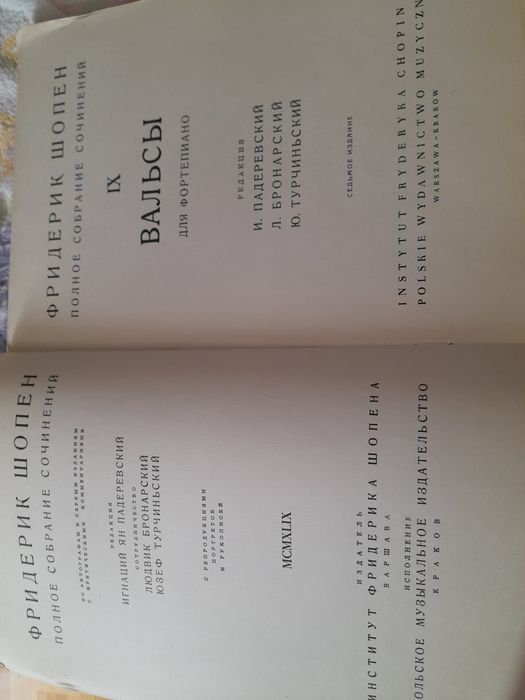 ФРИДЕРИК ШОПЕН
ПОЛНОЕ СОБРАНИЕ СОЧИНЕНИЙ
ПО АВТОГРАФАМ И ПЕРВЫМ ИЗДАНИЯМ
С КРИТИЧЕСКИМИ КОММЕНТАРИЯМИ
РЕДАКЦИЯ
ИГНАЦИЙ ЯН ПАДЕРЕВСКИЙ
СОТРУДНИЧЕСТВО
ЛЮДВИК БРОНАРСКИЙ
ЮЗЕФ ТУРЧИНЬСКИЙ
С РЕПРОДУКЦИЯМИ
ПОРТРЕТОВ
И РУКОПИСЕЙ
MCMXLIX
ИЗДАТЕЛЬ
ИНСТИТУТ ФРИДЕРИКА ШОПЕНА
ВАРШАВА
ИСПОЛНЕНИЕ
ОЛЬСКОЕ МУЗЫКАЛЬНОЕ ИЗДАТЕЛЬСТВО
КРАКОВ
ФРИДЕРИК ШОПЕН
ПОЛНОЕ СОБРАНИЕ СОЧИНЕНИЙ
IX
ВАЛЬСЫ
ДЛЯ ФОРТЕПИАНО
РЕДАКЦИЯ
И. ПАДЕРЕВСКИЙ
Л. БРОНАРСКИЙ
Ю. ТУРЧИНЬСКИЙ
СЕДЬМОЕ ИЗДАНИЕ
INSTYTUT FRYDERYKA CHOPIN
POLSKIE WYDAWNICTWO MUZYCZN
WARSZAWA – KRAKOW